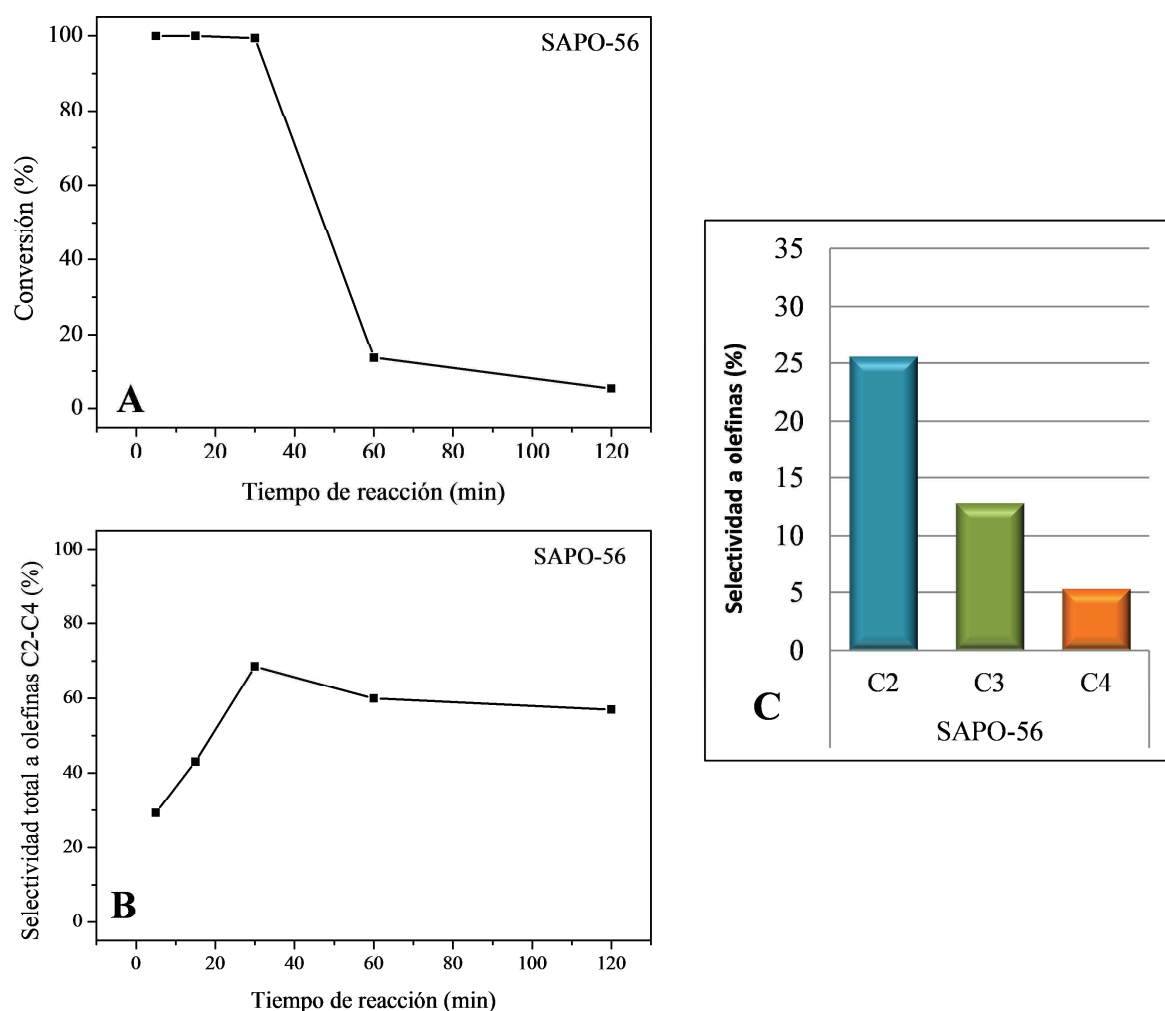 100
80
60
40
20
0
Conversión (%)
SAPO-56
A
0 20 40 60 80 100 120
Tiempo de reacción (min)
100
80
60
40
20
0
Selectividad total a olefinas C2-C4 (%)
SAPO-56
B
0 20 40 60 80 100 120
Tiempo de reacción (min)
35
30
25
20
15
10
5
0
Selectividad a olefinas (%)
C2 C3 C4
C
SAPO-56